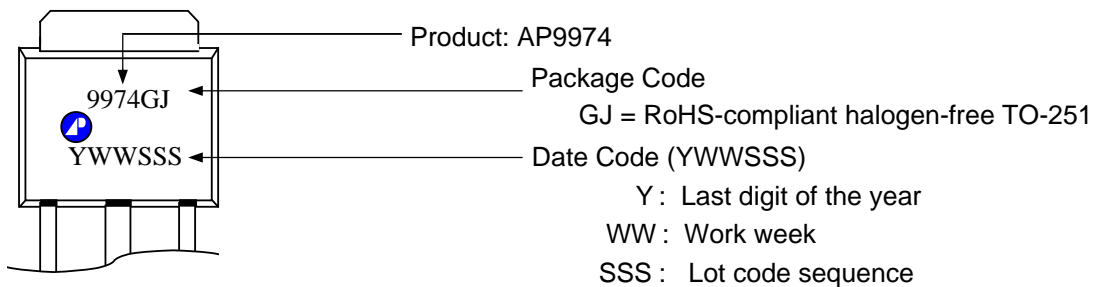 Product: AP9974
Package Code
9974GJ
GJ = RoHS-compliant halogen-free TO-251
YWWSSS
Date Code (YWWSSS)
Y : Last digit of the year
WW : Work week
SSS : Lot code sequence